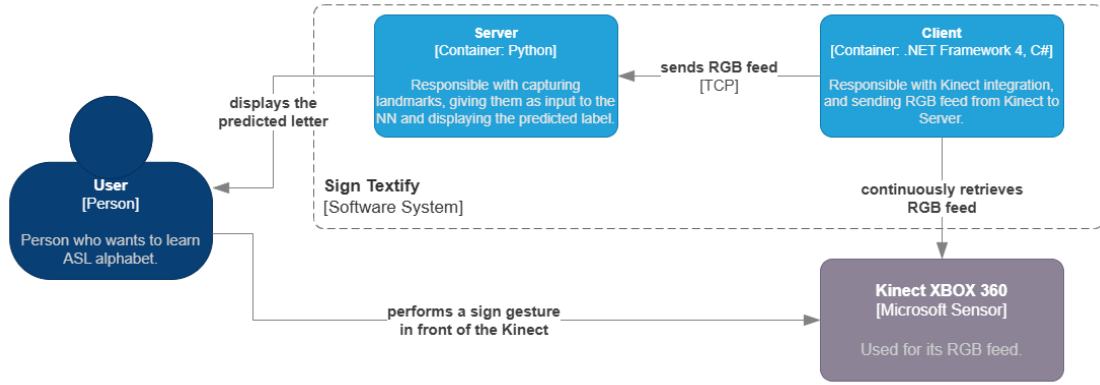 Server
[Container: Python]
Responsible with capturing
landmarks, giving them as input to the
NN and displaying the predicted label.
sends RGB feed
[TCP]
Client
[Container: .NET Framework 4, C#]
Responsible with Kinect integration,
and sending RGB feed from Kinect to
Server.
displays the
predicted letter
User
[Person]
Person who wants to learn
ASL alphabet.
Sign Textify
[Software System]
continuously retrieves
RGB feed
performs a sign gesture
in front of the Kinect
Kinect XBOX 360
[Microsoft Sensor]
Used for its RGB feed.